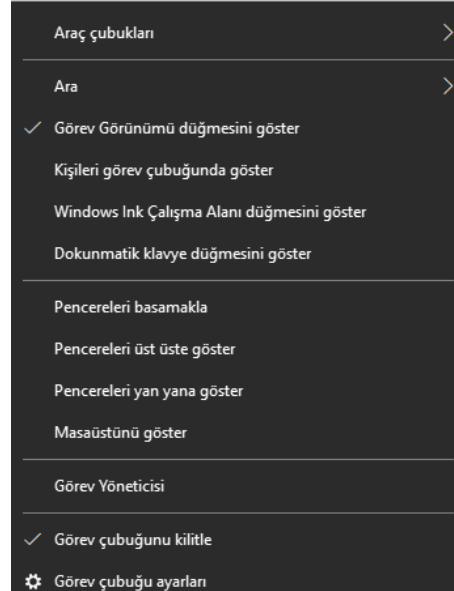 Araç çubukları
Ara
Görev Görünümü düğmesini göster
Kişileri görev çubuğunda göster
Windows Ink Çalışma Alanı düğmesini göster
Dokunmatik klavye düğmesini göster
Pencereleri basamakla
Pencereleri üst üste göster
Pencereleri yan yana göster
Masaüstünü göster
Görev Yöneticisi
Görev çubuğunu kilitle
Görev çubuğu ayarları